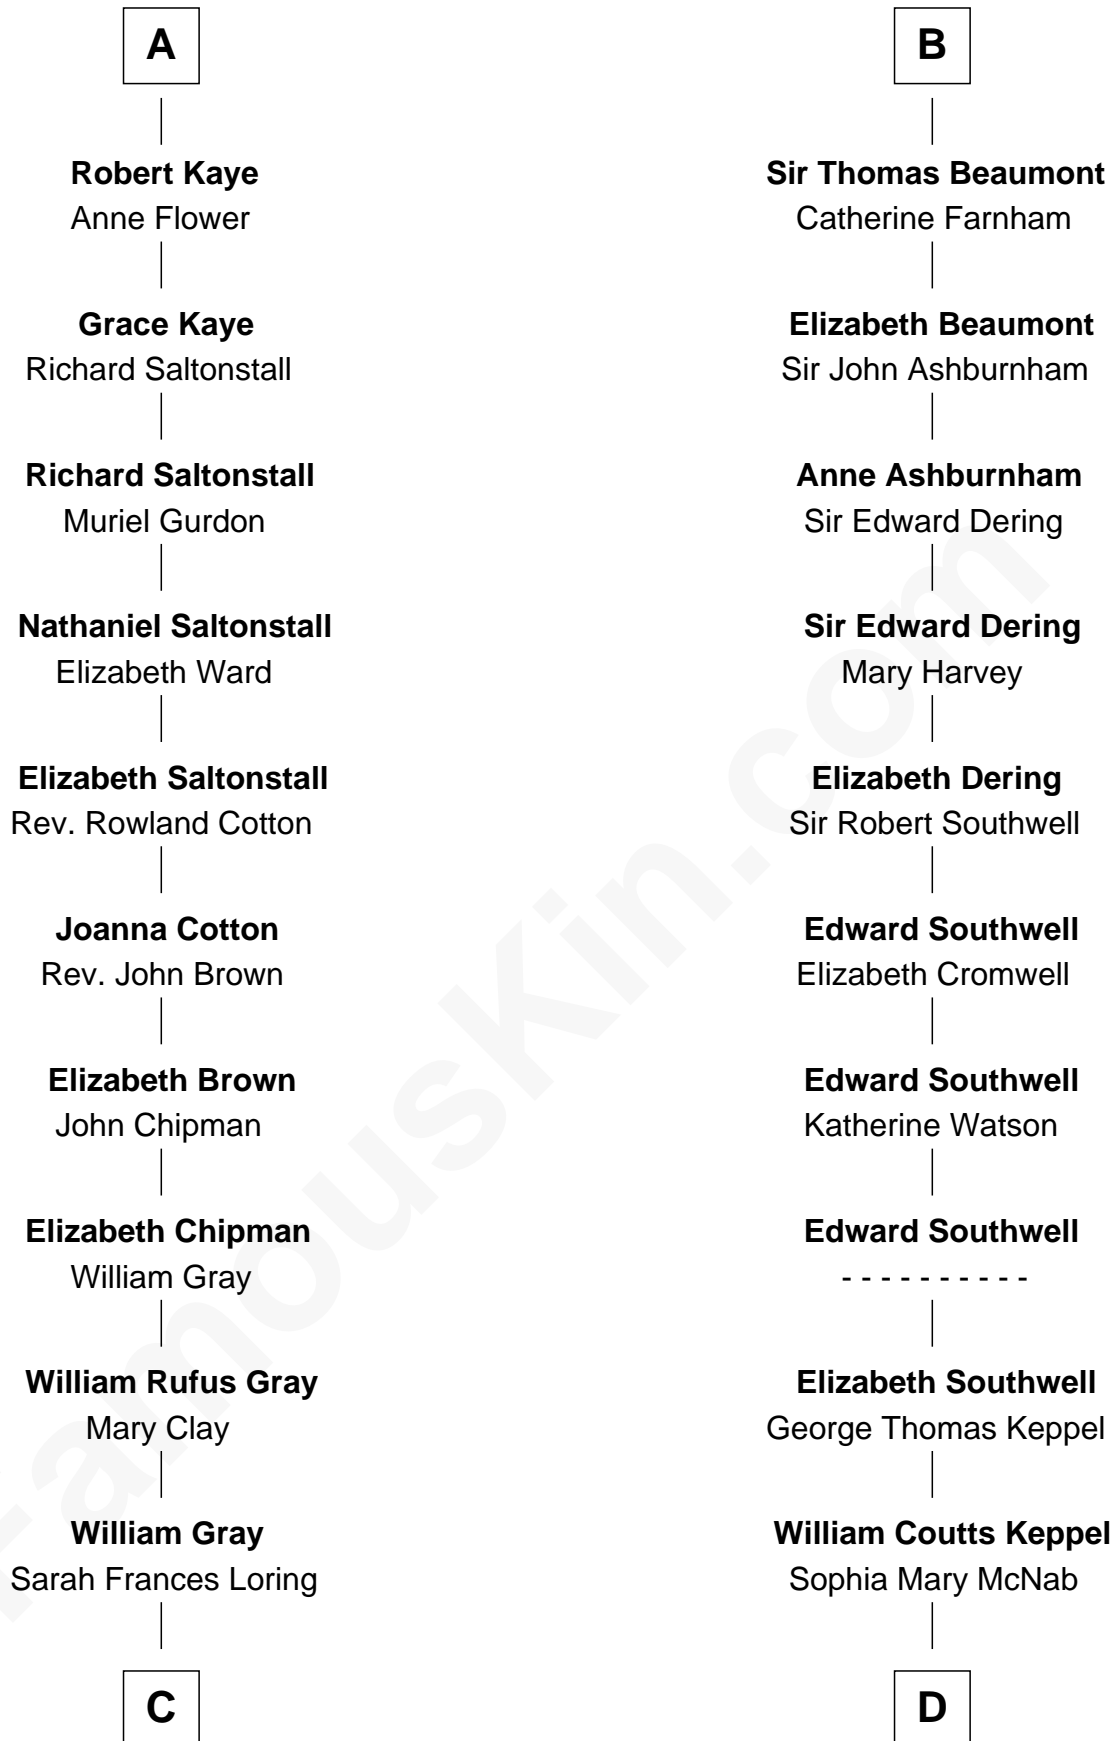 A
Robert Kaye
Anne Flower
Grace Kaye
Richard Saltonstall
Richard Saltonstall
Muriel Gurdon
Nathaniel Saltonstall
Elizabeth Ward
Elizabeth Saltonstall
Rev. Rowland Cotton
Joanna Cotton
Rev. John Brown
Elizabeth Brown
John Chipman
Elizabeth Chipman
William Gray
William Rufus Gray
Mary Clay
William Gray
Sarah Frances Loring
C
B
Sir Thomas Beaumont
Catherine Farnham
Elizabeth Beaumont
Sir John Ashburnham
Anne Ashburnham
Sir Edward Dering
Sir Edward Dering
Mary Harvey
Elizabeth Dering
Sir Robert Southwell
Edward Southwell
Elizabeth Cromwell
Edward Southwell
Katherine Watson
Edward Southwell
- - - - - - - - - -
Elizabeth Southwell
George Thomas Keppel
William Coutts Keppel
Sophia Mary McNab
D
FamousKin.com